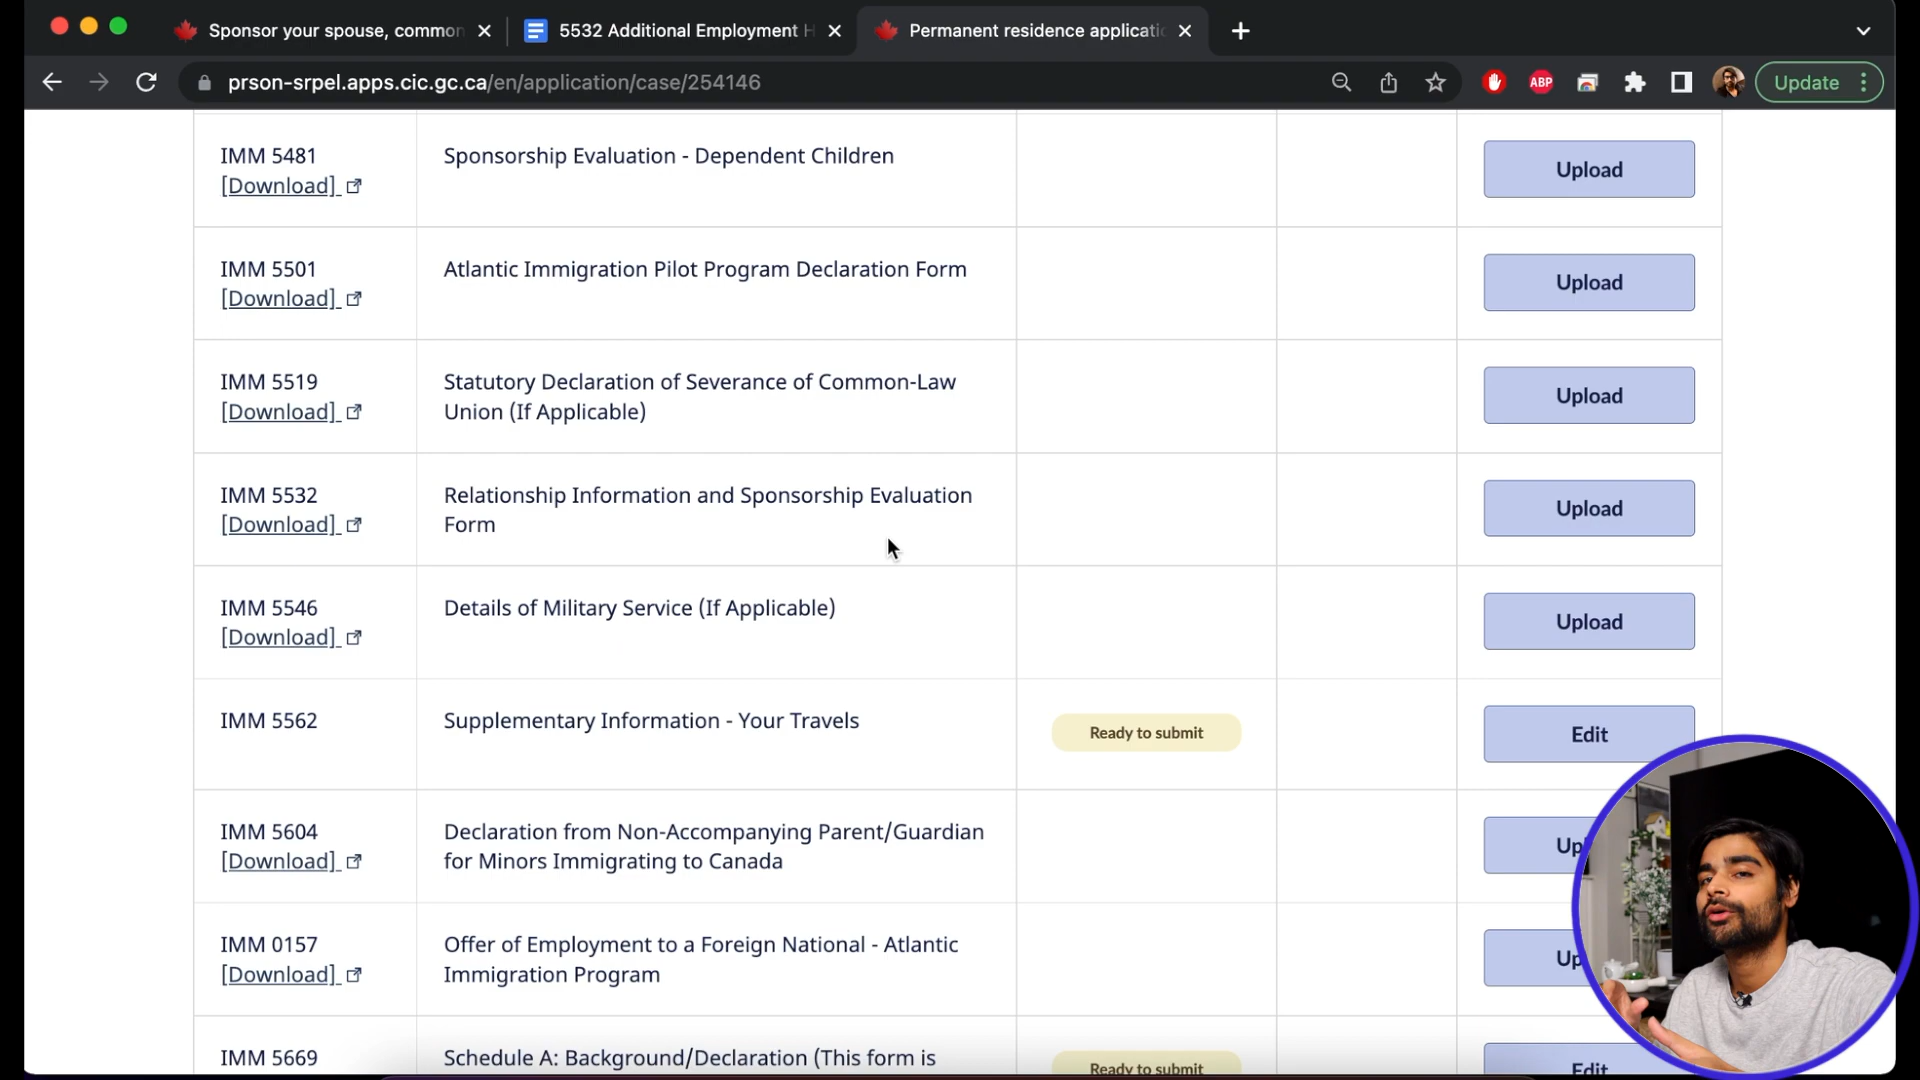 Sponsor your spouse, common
5532 Additional Employment H
Permanent residence applicatio
prson-srpel.apps.cic.gc.ca/en/application/case/254146
ABP
Update
IMM 5481
[Download]
Sponsorship Evaluation - Dependent Children
Upload
IMM 5501
[Download]
Atlantic Immigration Pilot Program Declaration Form
Upload
IMM 5519
[Download]
Statutory Declaration of Severance of Common-Law
Union (If Applicable)
Upload
IMM 5532
[Download]
Relationship Information and Sponsorship Evaluation
Form
Upload
IMM 5546
[Download]
Details of Military Service (If Applicable)
Upload
IMM 5562
Supplementary Information - Your Travels
Ready to submit
Edit
IMM 5604
[Download]
Declaration from Non-Accompanying Parent/Guardian
for Minors Immigrating to Canada
Up
IMM 0157
[Download]
Offer of Employment to a Foreign National - Atlantic
Immigration Program
Up
IMM 5669
Schedule A: Background/Declaration (This form is
Ready to submit
Edit